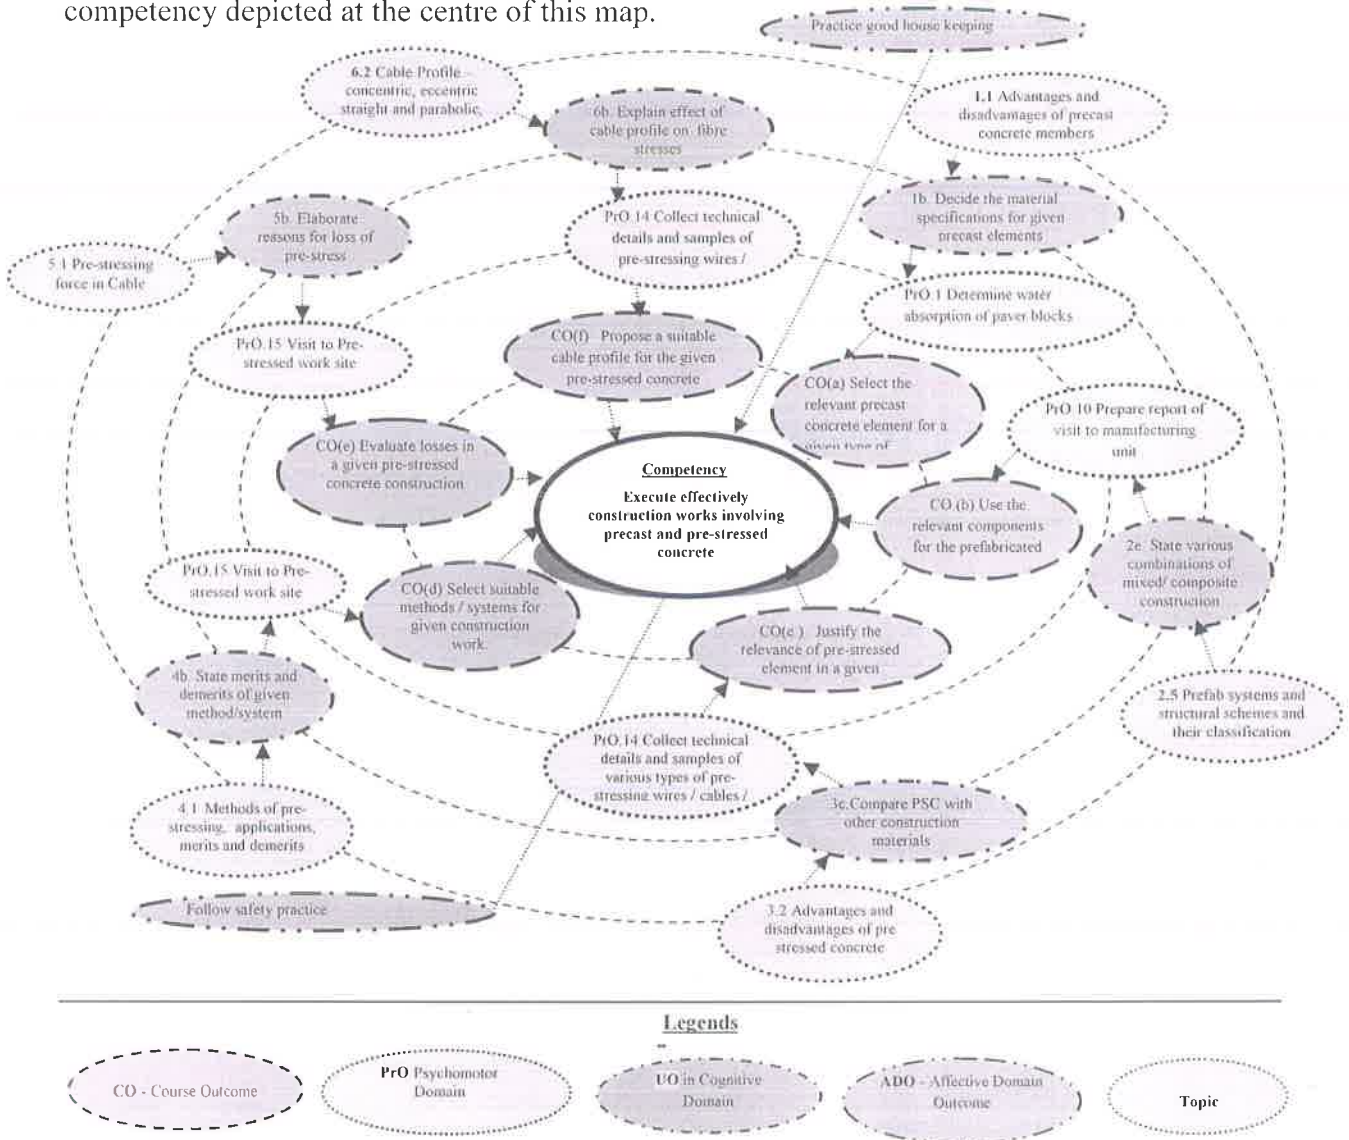 competency depicted at the centre of this map.
Practice good house keeping
6.2 Cable Profile –
concentric, eccentric
straight and parabolic,
6b. Explain effect of
cable profile on fibre
stresses
1.1 Advantages and
disadvantages of precast
concrete members
5b. Elaborate
reasons for loss of
pre-stress
PrO.14 Collect technical
details and samples of
pre-stressing wires /
1b. Decide the material
specifications for given
precast elements
5.1 Pre-stressing
force in Cable
PrO.1 Determine water
absorption of paver blocks
PrO.15 Visit to Pre-
stressed work site
CO(f) Propose a suitable
cable profile for the given
pre-stressed concrete
CO(a) Select the
relevant precast
concrete element for a
given type of
PrO.10 Prepare report of
visit to manufacturing
unit
CO(e) Evaluate losses in
a given pre-stressed
concrete construction
Competency
Execute effectively
construction works involving
precast and pre-stressed
concrete
CO.(b) Use the
relevant components
for the prefabricated
2e. State various
combinations of
mixed/ composite
construction
PrO.15 Visit to Pre-
stressed work site
CO(d) Select suitable
methods / systems for
given construction
work.
CO(c ) Justify the
relevance of pre-stressed
element in a given
4b. State merits and
demerits of given
method/system
2.5 Prefab systems and
structural schemes and
their classification
PrO.14 Collect technical
details and samples of
various types of pre-
stressing wires / cables /
3c.Compare PSC with
other construction
materials
4.1 Methods of pre-
stressing, applications,
merits and demerits
Follow safety practice
3.2 Advantages and
disadvantages of pre
stressed concrete
Legends
CO - Course Outcome
PrO Psychomotor
Domain
UO in Cognitive
Domain
ADO - Affective Domain
Outcome
Topic